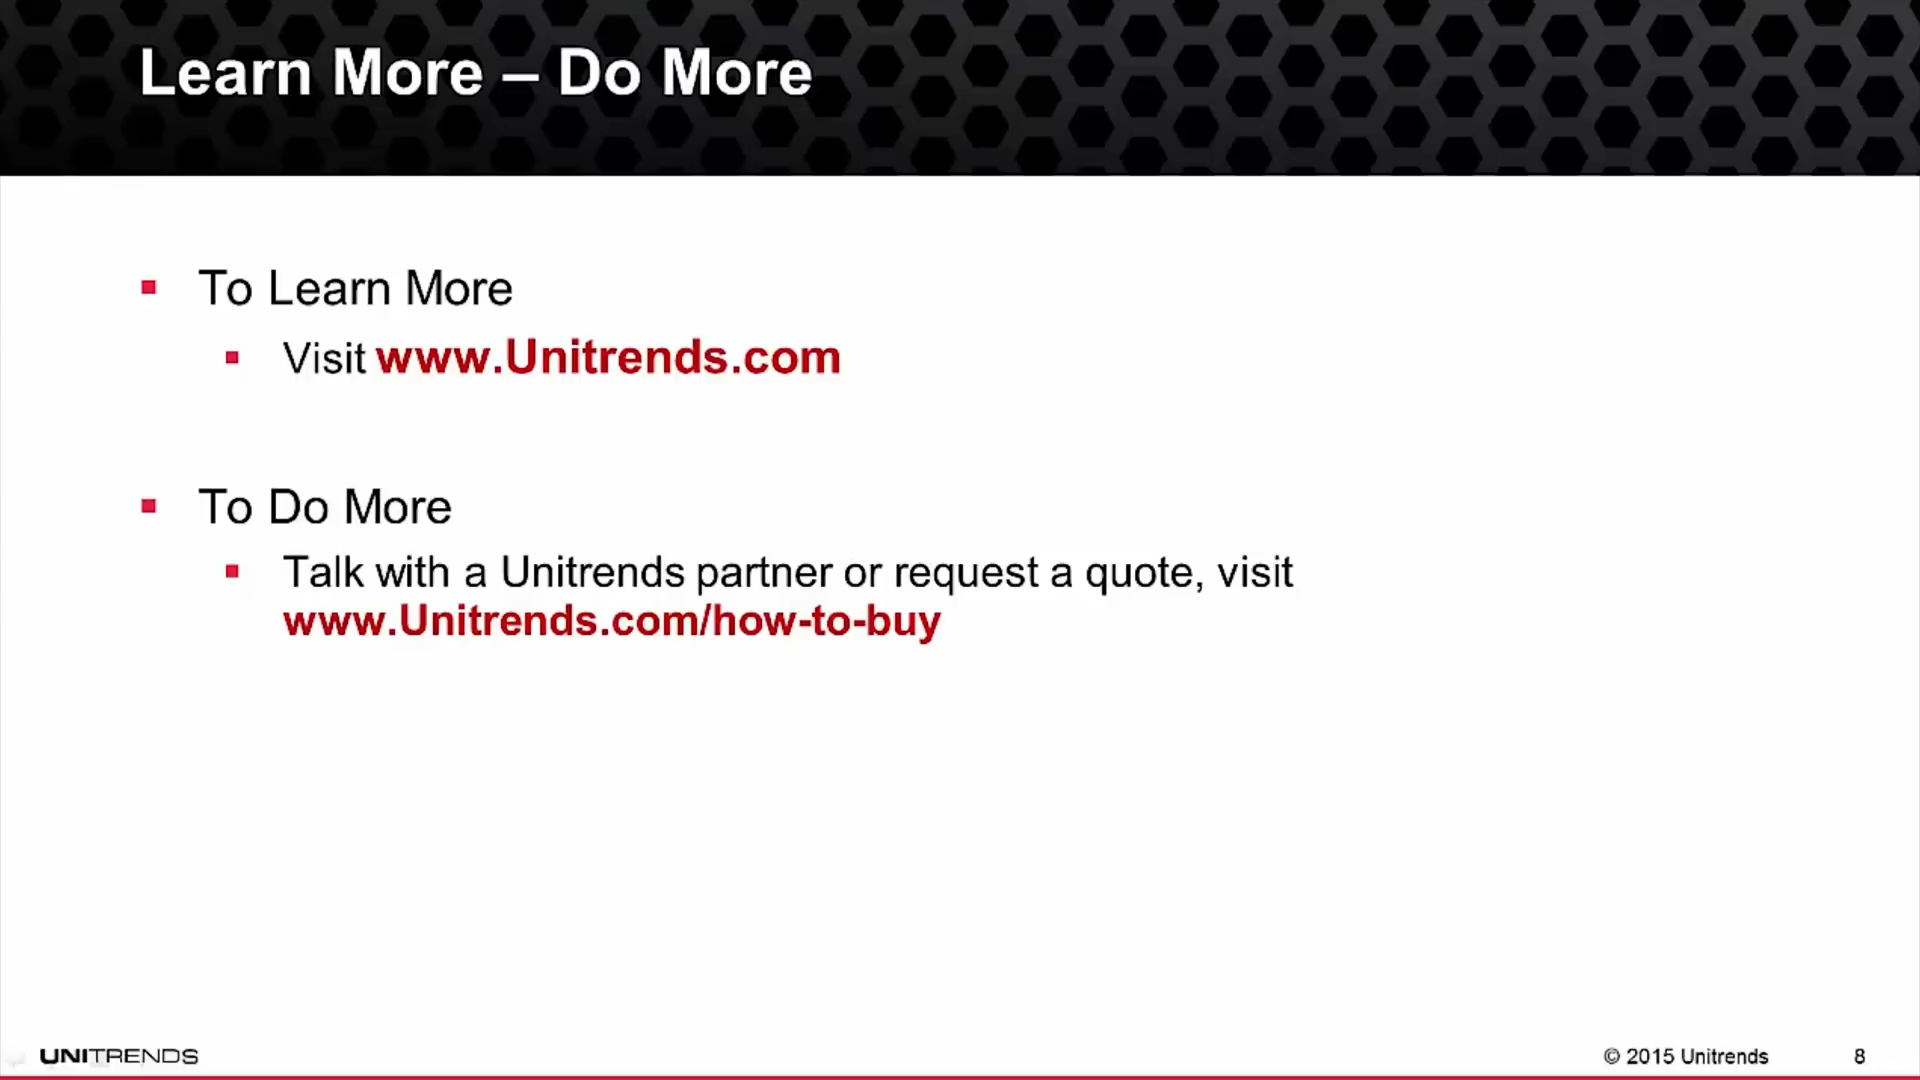 Learn More – Do More
To Learn More
Visit www.Unitrends.com
To Do More
Talk with a Unitrends partner or request a quote, visit
www.Unitrends.com/how-to-buy
UNITRENDS
© 2015 Unitrends 8